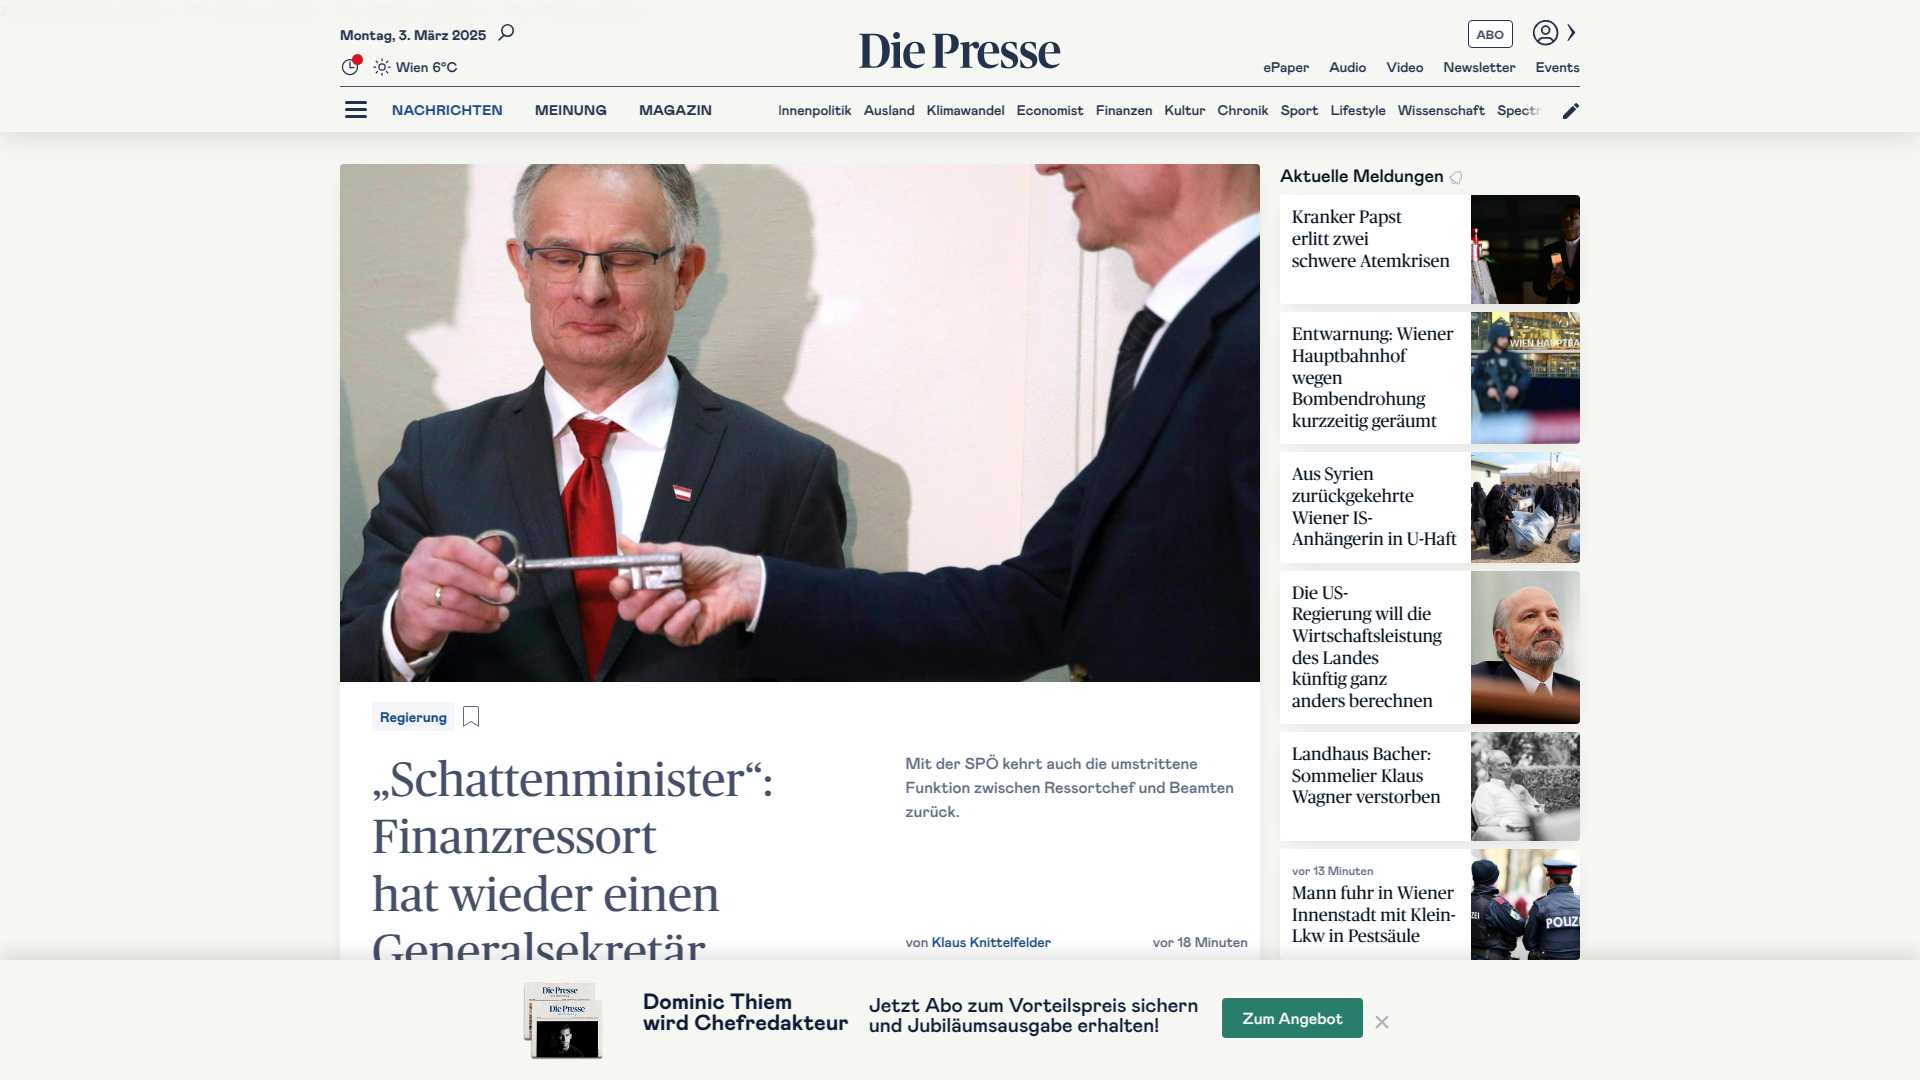 Montag, 3. März 2025
Die Presse
ABO
Wien 6°C
ePaper Audio Video Newsletter Events
NACHRICHTEN MEINUNG MAGAZIN Innenpolitik Ausland Klimawandel Economist Finanzen Kultur Chronik Sport Lifestyle Wissenschaft Spectr
Regierung
„Schattenminister“:
Finanzressort
hat wieder einen
Generalsekretär
Mit der SPÖ kehrt auch die umstrittene
Funktion zwischen Ressortchef und Beamten
zurück.
von Klaus Knittelfelder vor 18 Minuten
Aktuelle Meldungen
Kranker Papst
erlitt zwei
schwere Atemkrisen
Entwarnung: Wiener
Hauptbahnhof
wegen
Bombendrohung
kurzzeitig geräumt
WIEN HAUPTBA
Aus Syrien
zurückgekehrte
Wiener IS-
Anhängerin in U-Haft
Die US-
Regierung will die
Wirtschaftsleistung
des Landes
künftig ganz
anders berechnen
Landhaus Bacher:
Sommelier Klaus
Wagner verstorben
vor 13 Minuten
Mann fuhr in Wiener
Innenstadt mit Klein-
Lkw in Pestsäule
POLIZE
Die Presse
Die Presse
Dominic Thiem
wird Chefredakteur
Jetzt Abo zum Vorteilspreis sichern
und Jubiläumsausgabe erhalten!
Zum Angebot